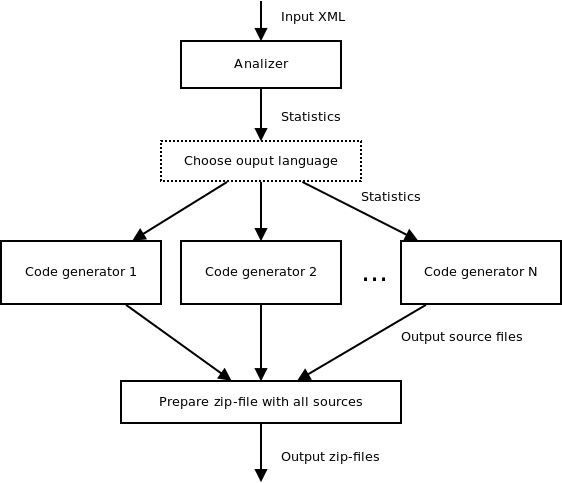 Input XML
Analizer
Statistics
Choose ouput language
Statistics
Code generator 1
Code generator 2
...
Code generator N
Output source files
Prepare zip-file with all sources
Output zip-files